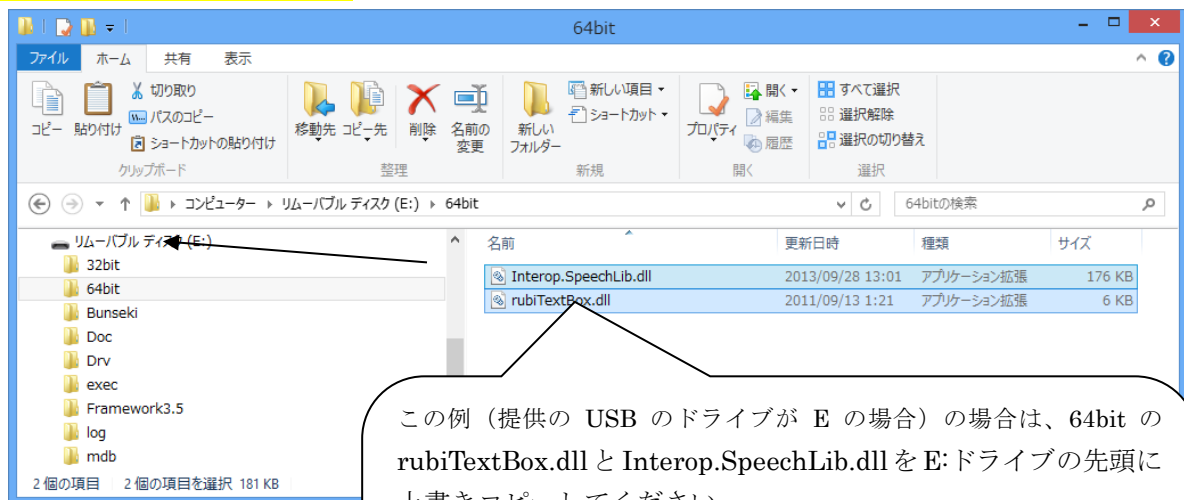 64bit
ファイル ホーム 共有 表示
コピー 貼り付け 切り取り パスのコピー ショートカットの貼り付け
移動先 コピー先 削除 名前の変更
新しいフォルダー 新しい項目 ショートカット
プロパティ 開く 編集 履歴
すべて選択 選択解除 選択の切り替え
クリップボード 整理 新規 開く 選択
コンピューター リムーバブル ディスク (E:) 64bit 64bitの検索
リムーバブル ディスク (E:)
32bit
64bit
Bunseki
Doc
Drv
exec
Framework3.5
log
mdb
名前 更新日時 種類 サイズ
Interop.SpeechLib.dll 2013/09/28 13:01 アプリケーション拡張 176 KB
rubiTextBox.dll 2011/09/13 1:21 アプリケーション拡張 6 KB
2 個の項目 2 個の項目を選択 181 KB
この例（提供の USB のドライブが E の場合）の場合は、64bit の
rubiTextBox.dll と Interop.SpeechLib.dll を E:ドライブの先頭に